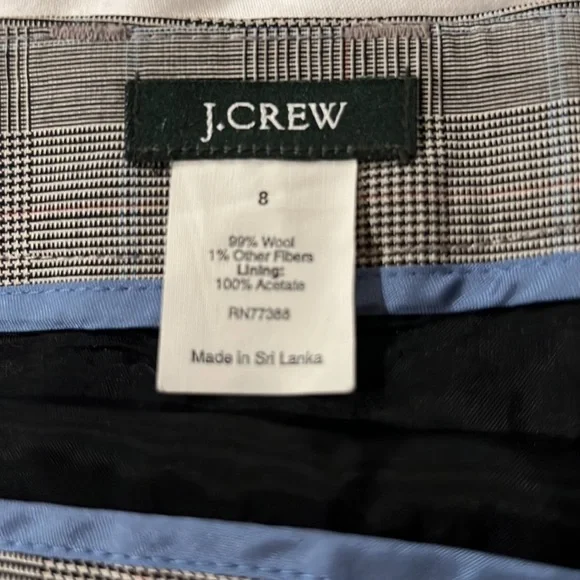 J.CREW
8
99% Wool
1% Other Fibers
Lining:
100% Acetate
RN77388
Made in Sri Lanka